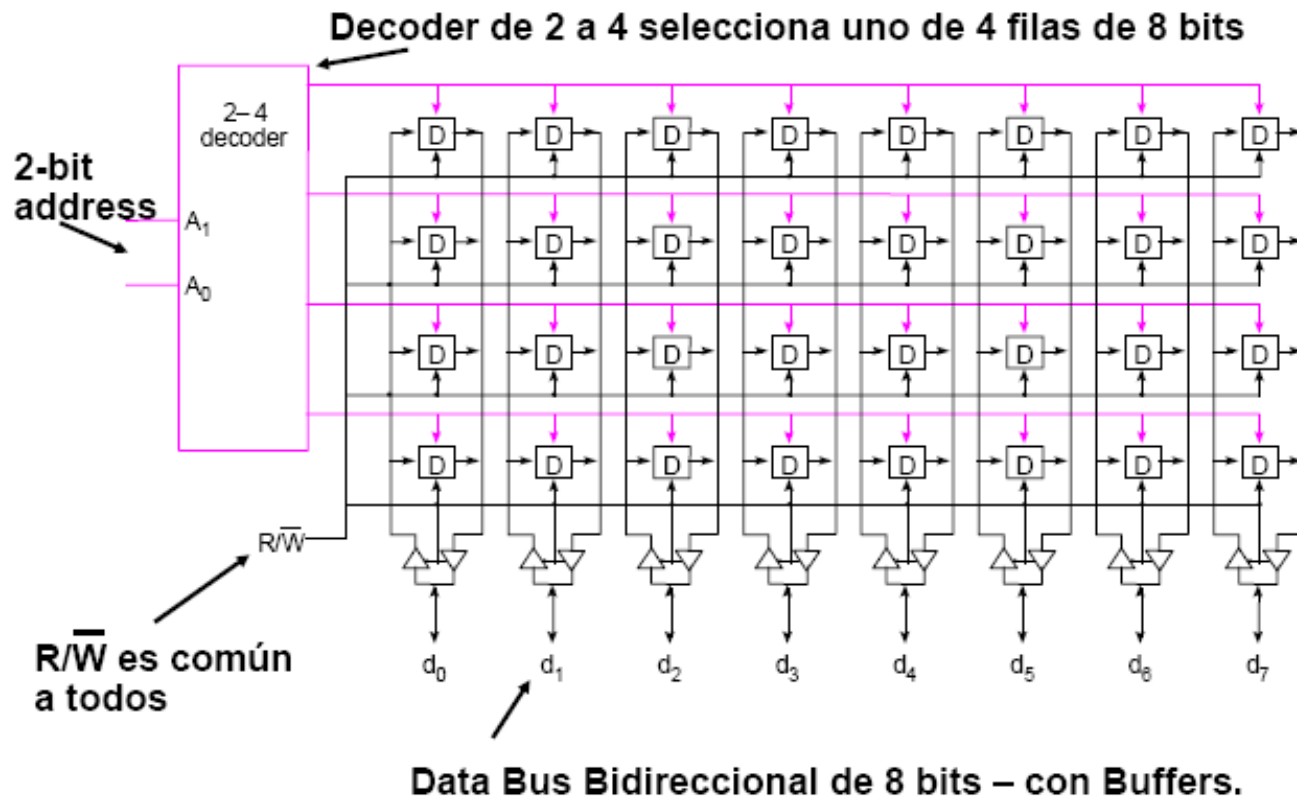 Decoder de 2 a 4 selecciona uno de 4 filas de 8 bits
2–4
decoder
2-bit
address
A₁
A₀
D D D D D D D D
D D D D D D D D
D D D D D D D D
D D D D D D D D
R/W̅
R/W̅ es común
a todos
d₀ d₁ d₂ d₃ d₄ d₅ d₆ d₇
Data Bus Bidireccional de 8 bits – con Buffers.